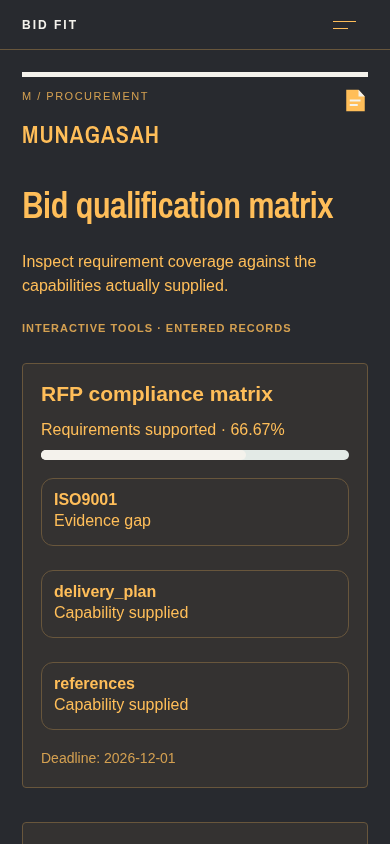 BID FIT
M / PROCUREMENT
MUNAGASAH
Bid qualification matrix
Inspect requirement coverage against the
capabilities actually supplied.
INTERACTIVE TOOLS · ENTERED RECORDS
RFP compliance matrix
Requirements supported · 66.67%
ISO9001
Evidence gap
delivery_plan
Capability supplied
references
Capability supplied
Deadline: 2026-12-01